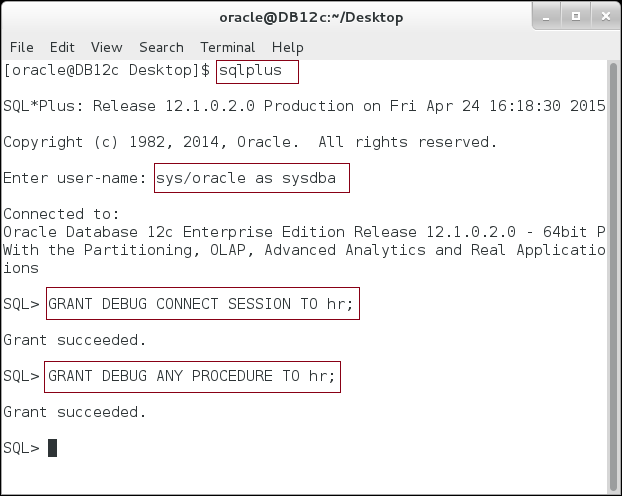 oracle@DB12c:~/Desktop
File Edit View Search Terminal Help
[oracle@DB12c Desktop]$ sqlplus
SQL*Plus: Release 12.1.0.2.0 Production on Fri Apr 24 16:18:30 2015
Copyright (c) 1982, 2014, Oracle.  All rights reserved.
Enter user-name: sys/oracle as sysdba
Connected to:
Oracle Database 12c Enterprise Edition Release 12.1.0.2.0 - 64bit P
With the Partitioning, OLAP, Advanced Analytics and Real Applicatio
ions
SQL> GRANT DEBUG CONNECT SESSION TO hr;
Grant succeeded.
SQL> GRANT DEBUG ANY PROCEDURE TO hr;
Grant succeeded.
SQL>